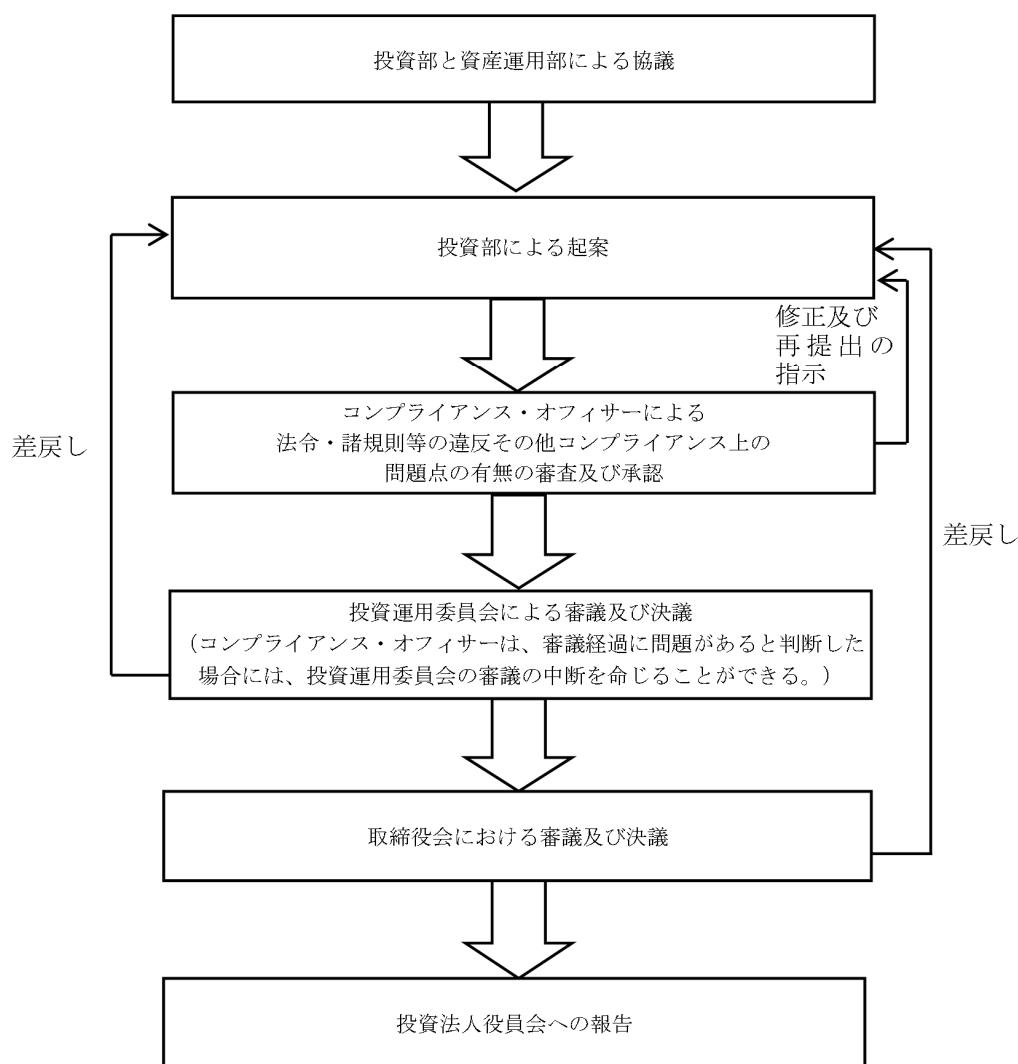 投資部と資産運用部による協議
投資部による起案
修正及び
再提出の
指示
コンプライアンス・オフィサーによる
法令・諸規則等の違反その他コンプライアンス上の
問題点の有無の審査及び承認
差戻し
差戻し
投資運用委員会による審議及び決議
（コンプライアンス・オフィサーは、審議経過に問題があると判断した
場合には、投資運用委員会の審議の中断を命じることができる。）
取締役会における審議及び決議
投資法人役員会への報告